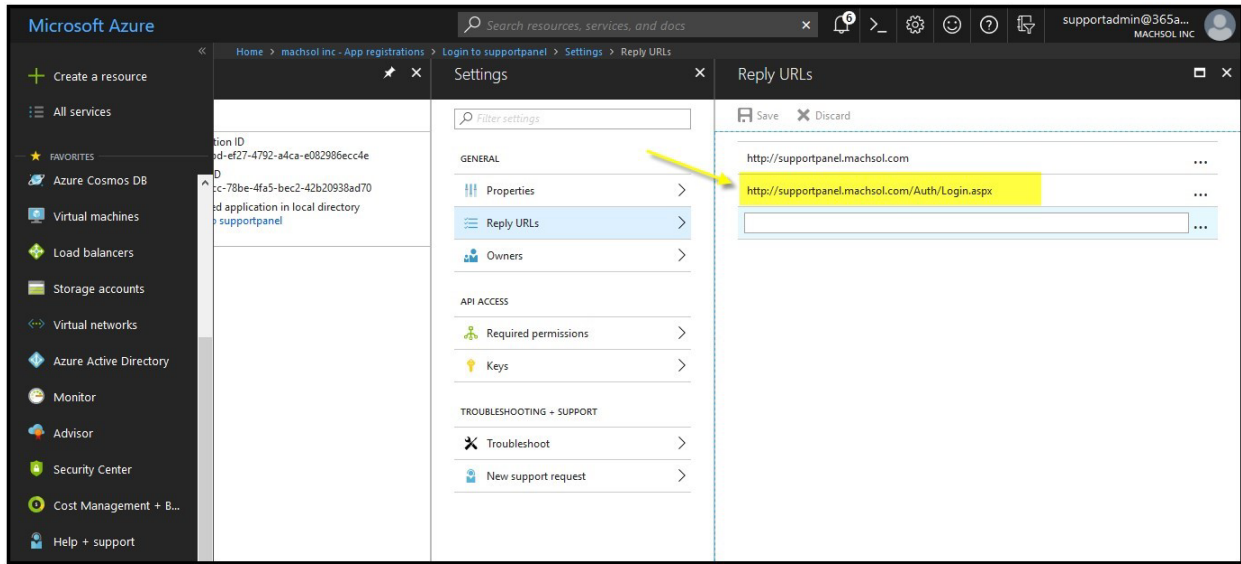 Microsoft Azure
Search resources, services, and docs
6
supportadmin@365a...
MACHSOL INC
Home > machsol inc - App registrations > Login to supportpanel > Settings > Reply URLs
Create a resource
All services
FAVORITES
Azure Cosmos DB
Virtual machines
Load balancers
Storage accounts
Virtual networks
Azure Active Directory
Monitor
Advisor
Security Center
Cost Management + B...
Help + support
tion ID
d-ef27-4792-a4ca-e082986ecc4e
D
cc-78be-4fa5-bec2-42b20938ad70
ed application in local directory
supportpanel
Settings
Filter settings
GENERAL
Properties
Reply URLs
Owners
API ACCESS
Required permissions
Keys
TROUBLESHOOTING + SUPPORT
Troubleshoot
New support request
Reply URLs
Save Discard
http://supportpanel.machsol.com ...
http://supportpanel.machsol.com/Auth/Login.aspx ...
...